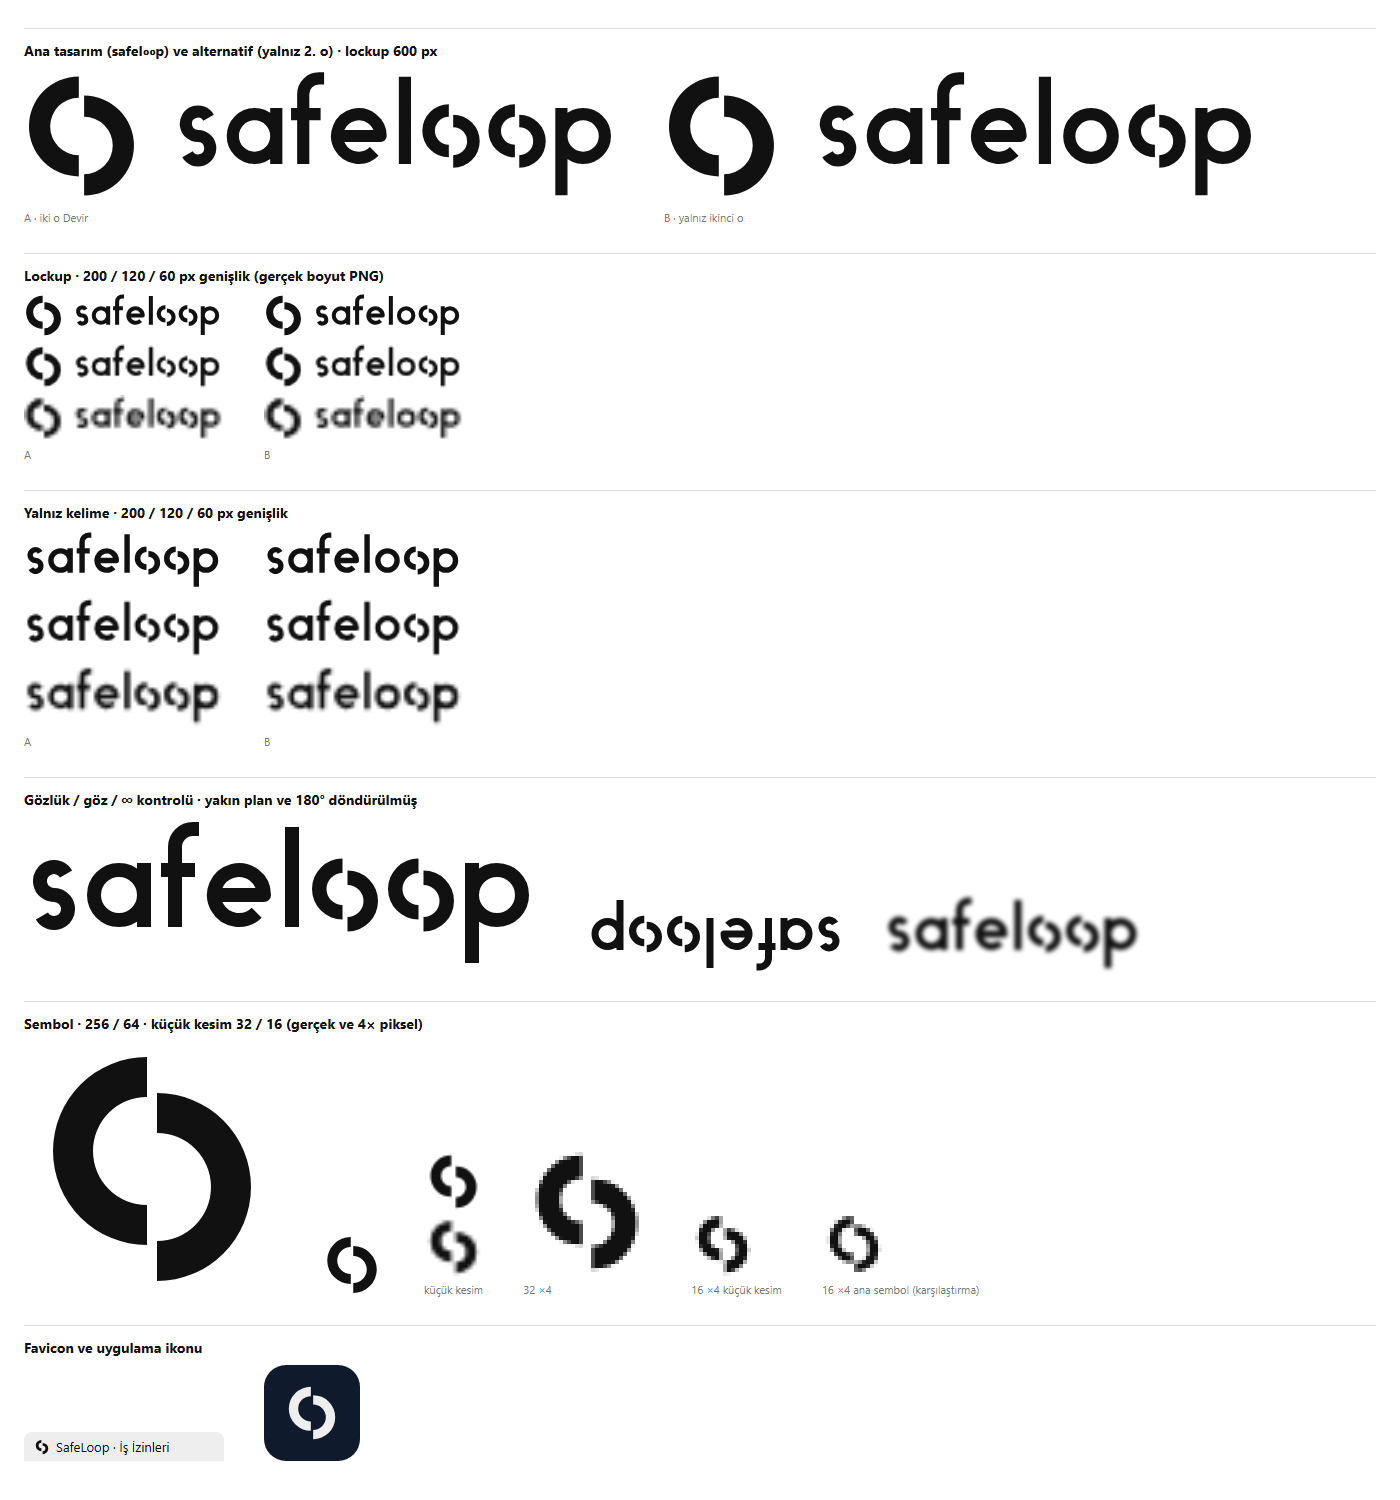 Ana tasarım (safeloop) ve alternatif (yalnız 2. o) · lockup 600 px
safeloop safeloop
A · iki o Devir B · yalnız ikinci o
Lockup · 200 / 120 / 60 px genişlik (gerçek boyut PNG)
safeloop safeloop
safeloop safeloop
safeloop safeloop
A B
Yalnız kelime · 200 / 120 / 60 px genişlik
safeloop safeloop
safeloop safeloop
safeloop safeloop
A B
Gözlük / göz / ∞ kontrolü · yakın plan ve 180° döndürülmüş
safeloop safeloop safeloop
Sembol · 256 / 64 · küçük kesim 32 / 16 (gerçek ve 4× piksel)
küçük kesim 32 ×4 16 ×4 küçük kesim 16 ×4 ana sembol (karşılaştırma)
Favicon ve uygulama ikonu
SafeLoop · İş İzinleri